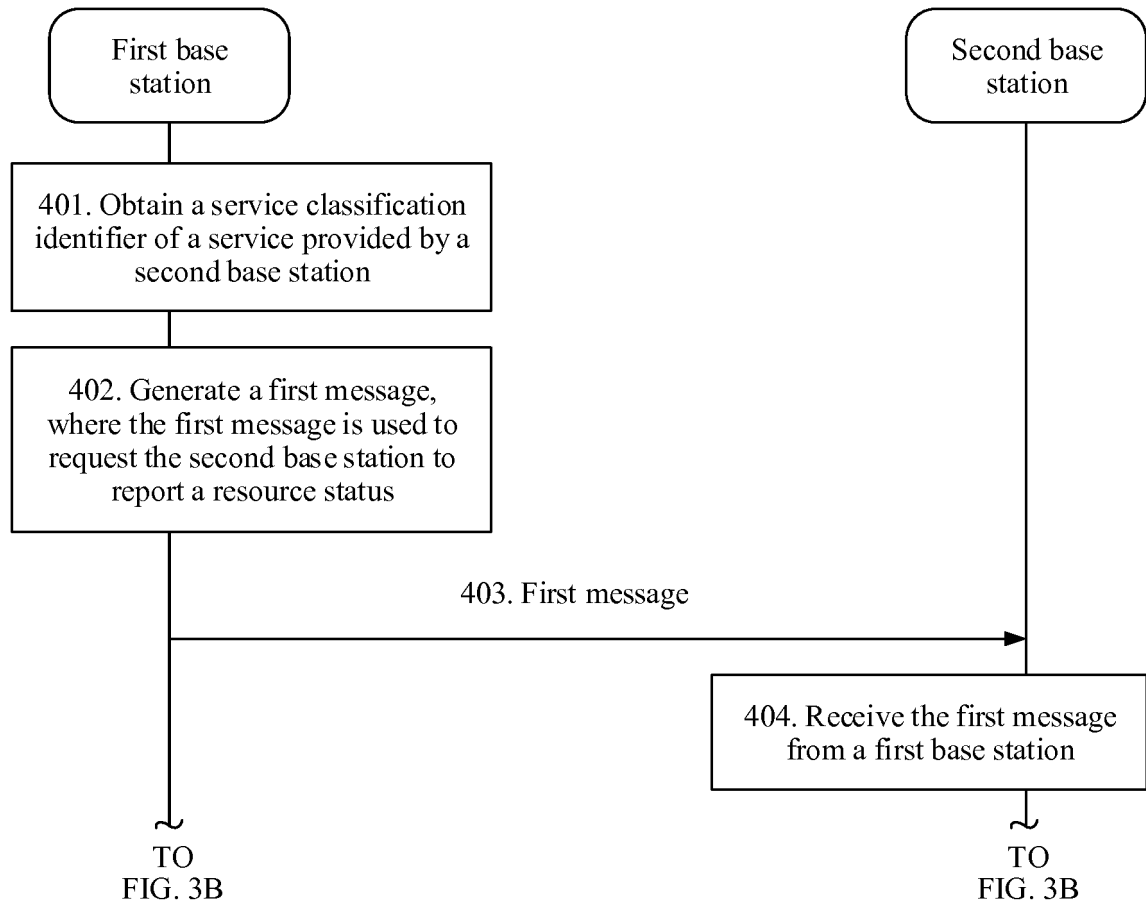 First base
station
Second base
station
401. Obtain a service classification
identifier of a service provided by a
second base station
402. Generate a first message,
where the first message is used to
request the second base station to
report a resource status
403. First message
404. Receive the first message
from a first base station
TO
FIG. 3B
TO
FIG. 3B